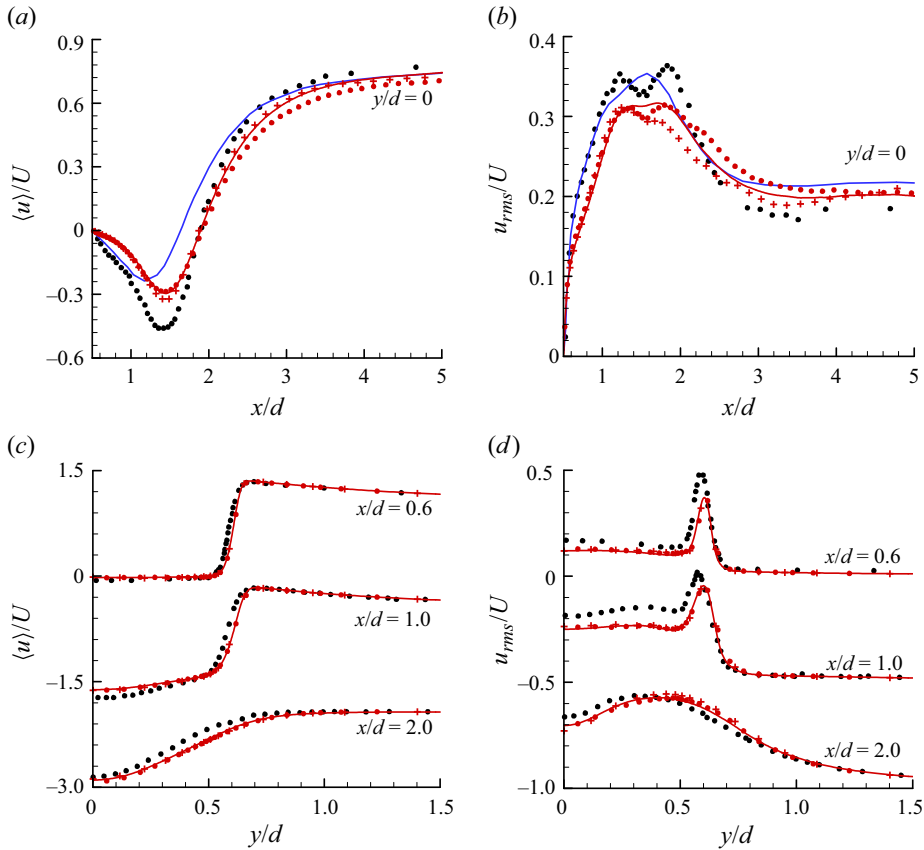 (a)
0.9
0.6
0.3
0
–0.3
–0.6
⟨u⟩/U
y/d = 0
1 2 3 4 5
x/d
(b)
0.4
0.3
0.2
0.1
0
u_rms/U
y/d = 0
1 2 3 4 5
x/d
(c)
1.5
0
–1.5
–3.0
⟨u⟩/U
x/d = 0.6
x/d = 1.0
x/d = 2.0
0 0.5 1.0 1.5
y/d
(d)
0.5
0
–0.5
–1.0
u_rms/U
x/d = 0.6
x/d = 1.0
x/d = 2.0
0 0.5 1.0 1.5
y/d